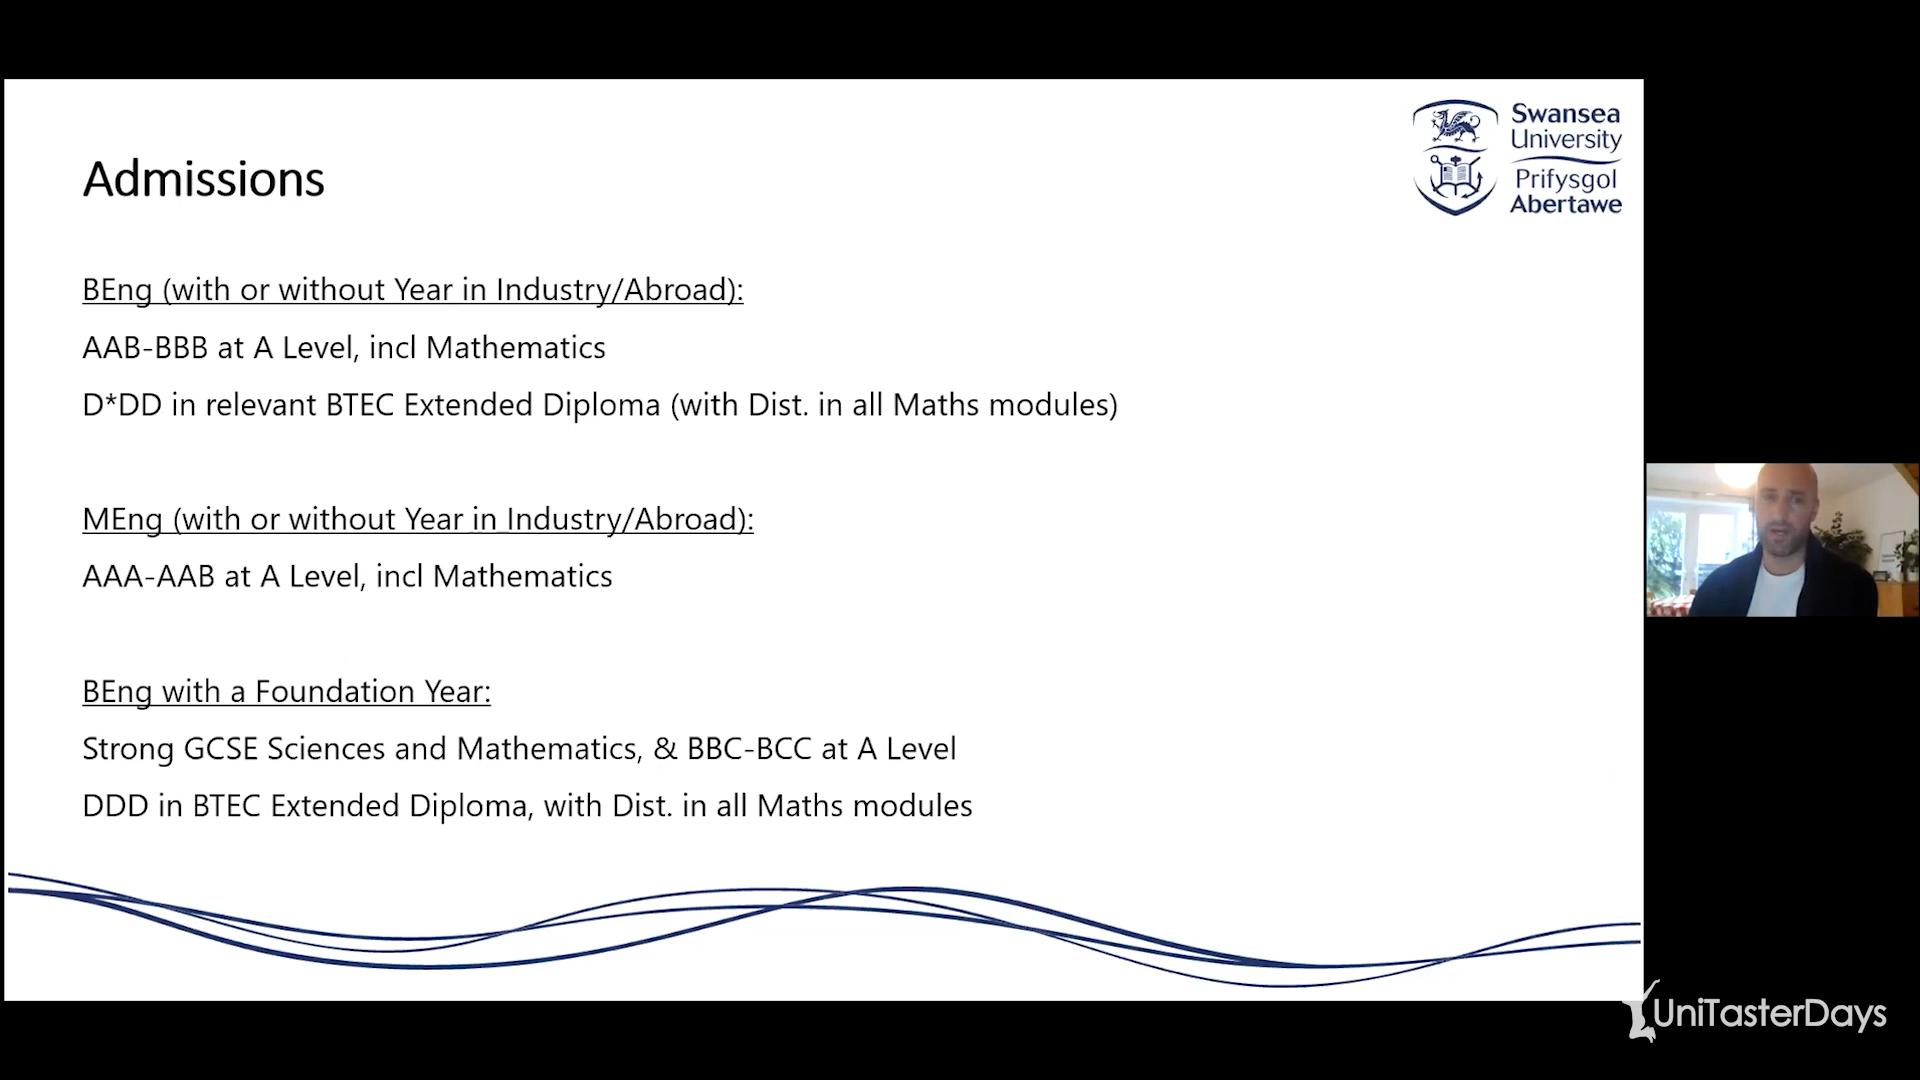 Swansea
University
Prifysgol
Abertawe
Admissions
BEng (with or without Year in Industry/Abroad):
AAB-BBB at A Level, incl Mathematics
D*DD in relevant BTEC Extended Diploma (with Dist. in all Maths modules)
MEng (with or without Year in Industry/Abroad):
AAA-AAB at A Level, incl Mathematics
BEng with a Foundation Year:
Strong GCSE Sciences and Mathematics, & BBC-BCC at A Level
DDD in BTEC Extended Diploma, with Dist. in all Maths modules
UniTasterDays